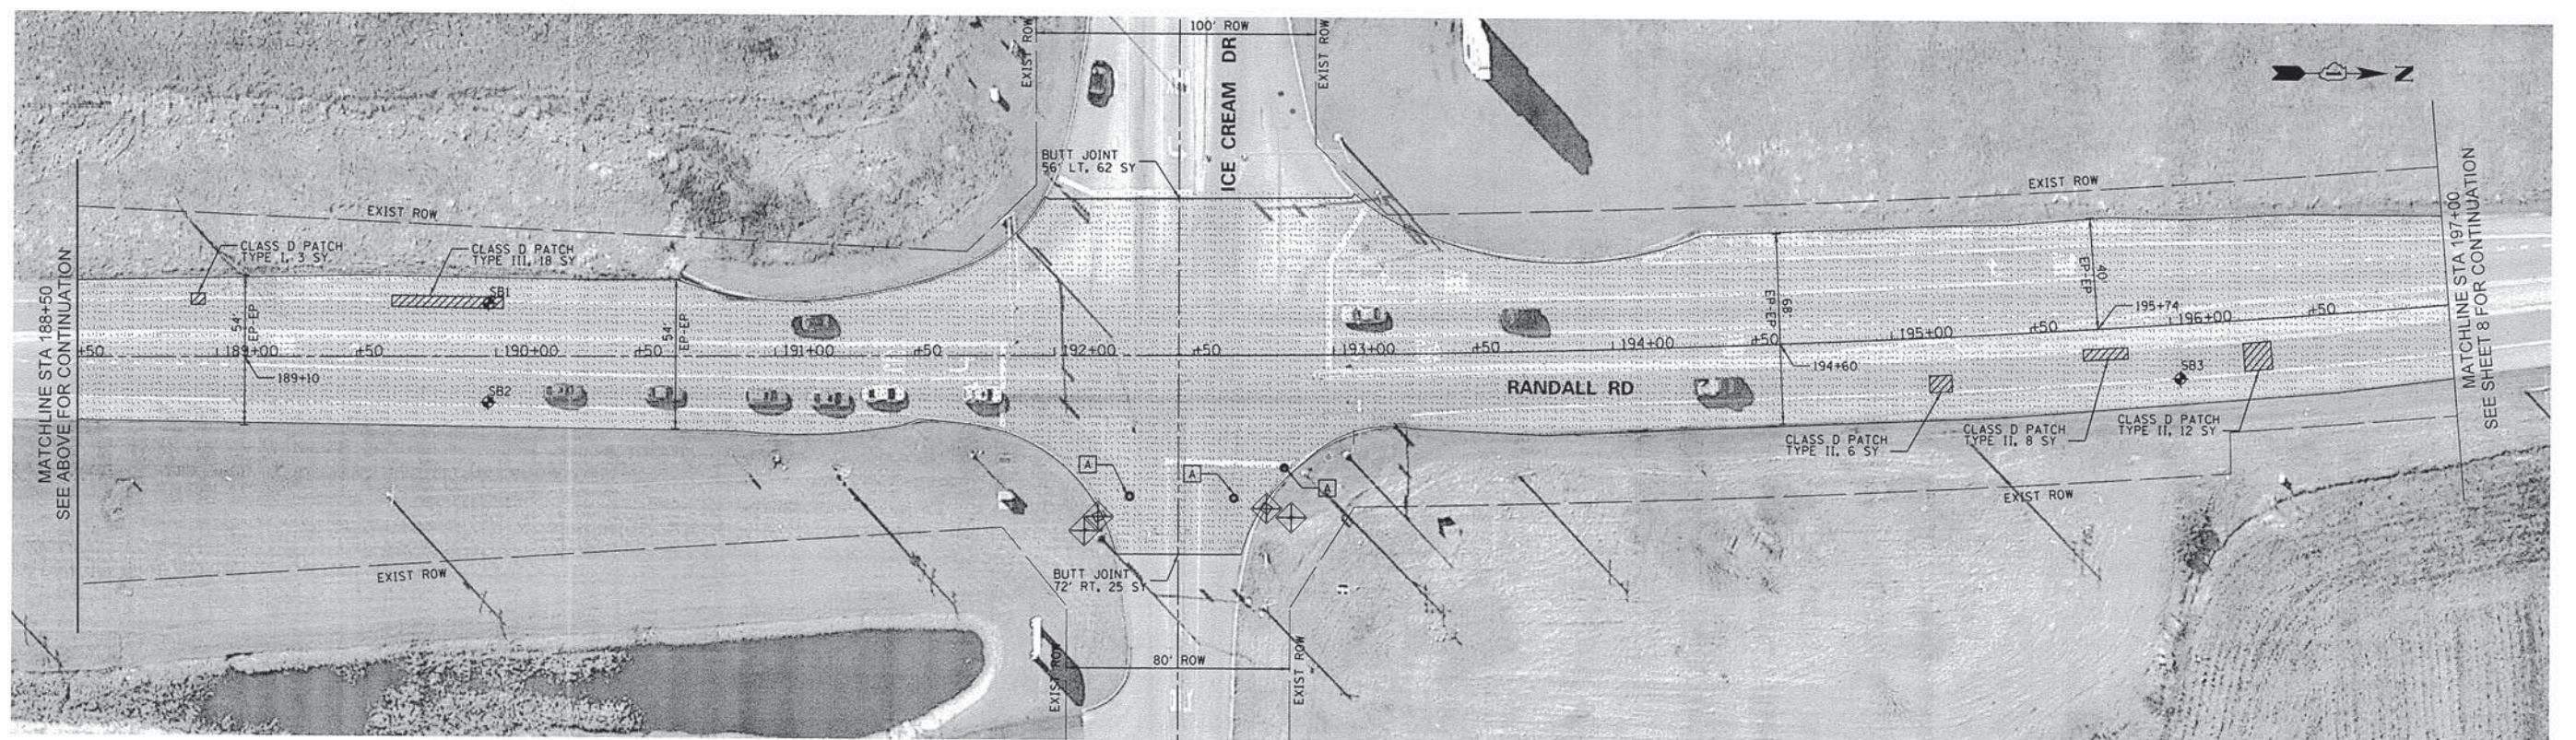 100' ROW
EXIST ROW
EXIST ROW
ICE CREAM DR
N
BUTT JOINT
56' LT, 62 SY
EXIST ROW
EXIST ROW
CLASS D PATCH
TYPE I, 3 SY
CLASS D PATCH
TYPE III, 18 SY
MATCHLINE STA 188+50
SEE ABOVE FOR CONTINUATION
MATCHLINE STA 197+00
SEE SHEET 8 FOR CONTINUATION
SB1
54'
EP-EP
54'
EP-EP
68'
EP-EP
40'
EP-EP
195+74
+50
189+00
+50
190+00
+50
191+00
+50
192+00
+50
193+00
+50
194+00
+50
195+00
+50
196+00
+50
189+10
194+60
SB2
RANDALL RD
SB3
CLASS D PATCH
TYPE II, 6 SY
CLASS D PATCH
TYPE II, 8 SY
CLASS D PATCH
TYPE II, 12 SY
A
A
A
EXIST ROW
EXIST ROW
BUTT JOINT
72' RT, 25 SY
80' ROW
EXIST ROW
EXIST ROW